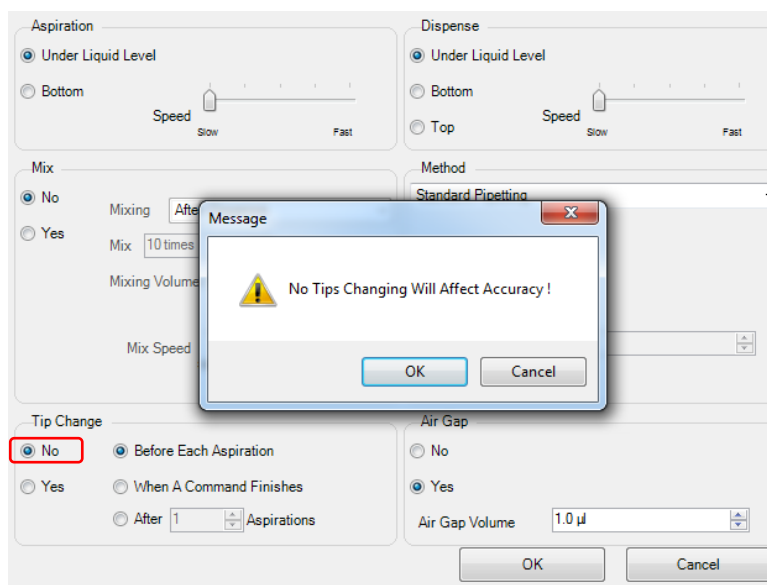 Aspiration
Under Liquid Level
Bottom
Speed
Slow
Fast
Dispense
Under Liquid Level
Bottom
Top
Speed
Slow
Fast
Mix
No
Yes
Mixing
Afte
Mix
10 times
Mixing Volume
Mix Speed
Method
Standard Pipetting
Message
No Tips Changing Will Affect Accuracy !
OK
Cancel
Tip Change
No
Before Each Aspiration
Yes
When A Command Finishes
After 1 Aspirations
Air Gap
No
Yes
Air Gap Volume
1.0 µl
OK
Cancel